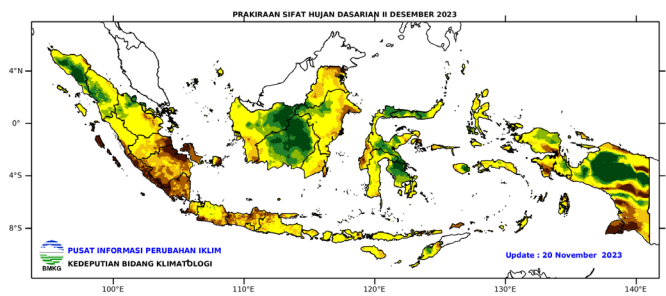 PRAKIRAAN SIFAT HUJAN DASARIAN II DESEMBER 2023
4°N
0°
4°S
8°S
PUSAT INFORMASI PERUBAHAN IKLIM
KEDEPUTIAN BIDANG KLIMATOLOGI
BMKG
Update : 20 November 2023
100°E
110°E
120°E
130°E
140°E